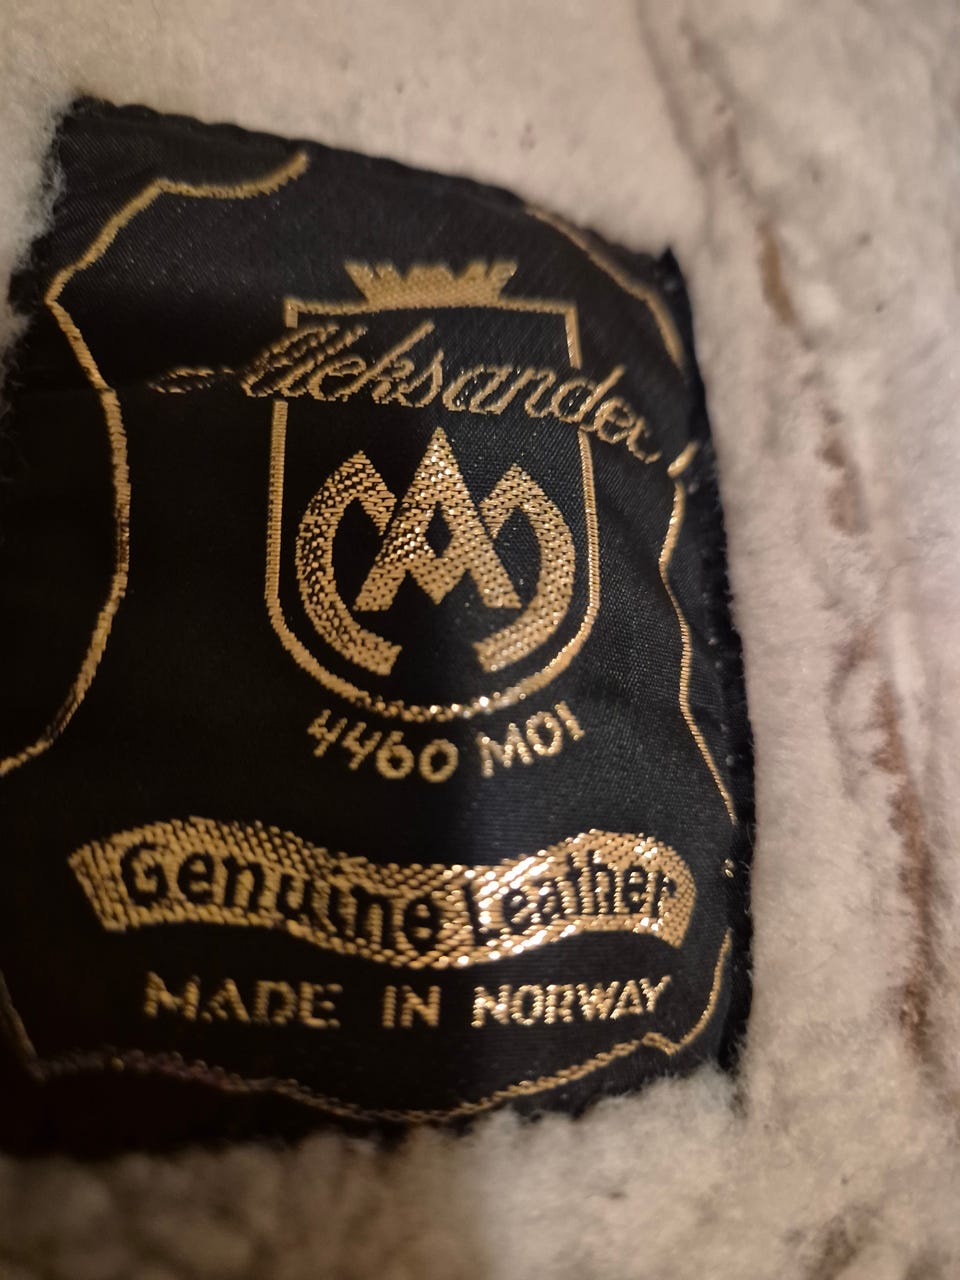 Aleksander
4460 MOI
Genuine Leather
MADE IN NORWAY